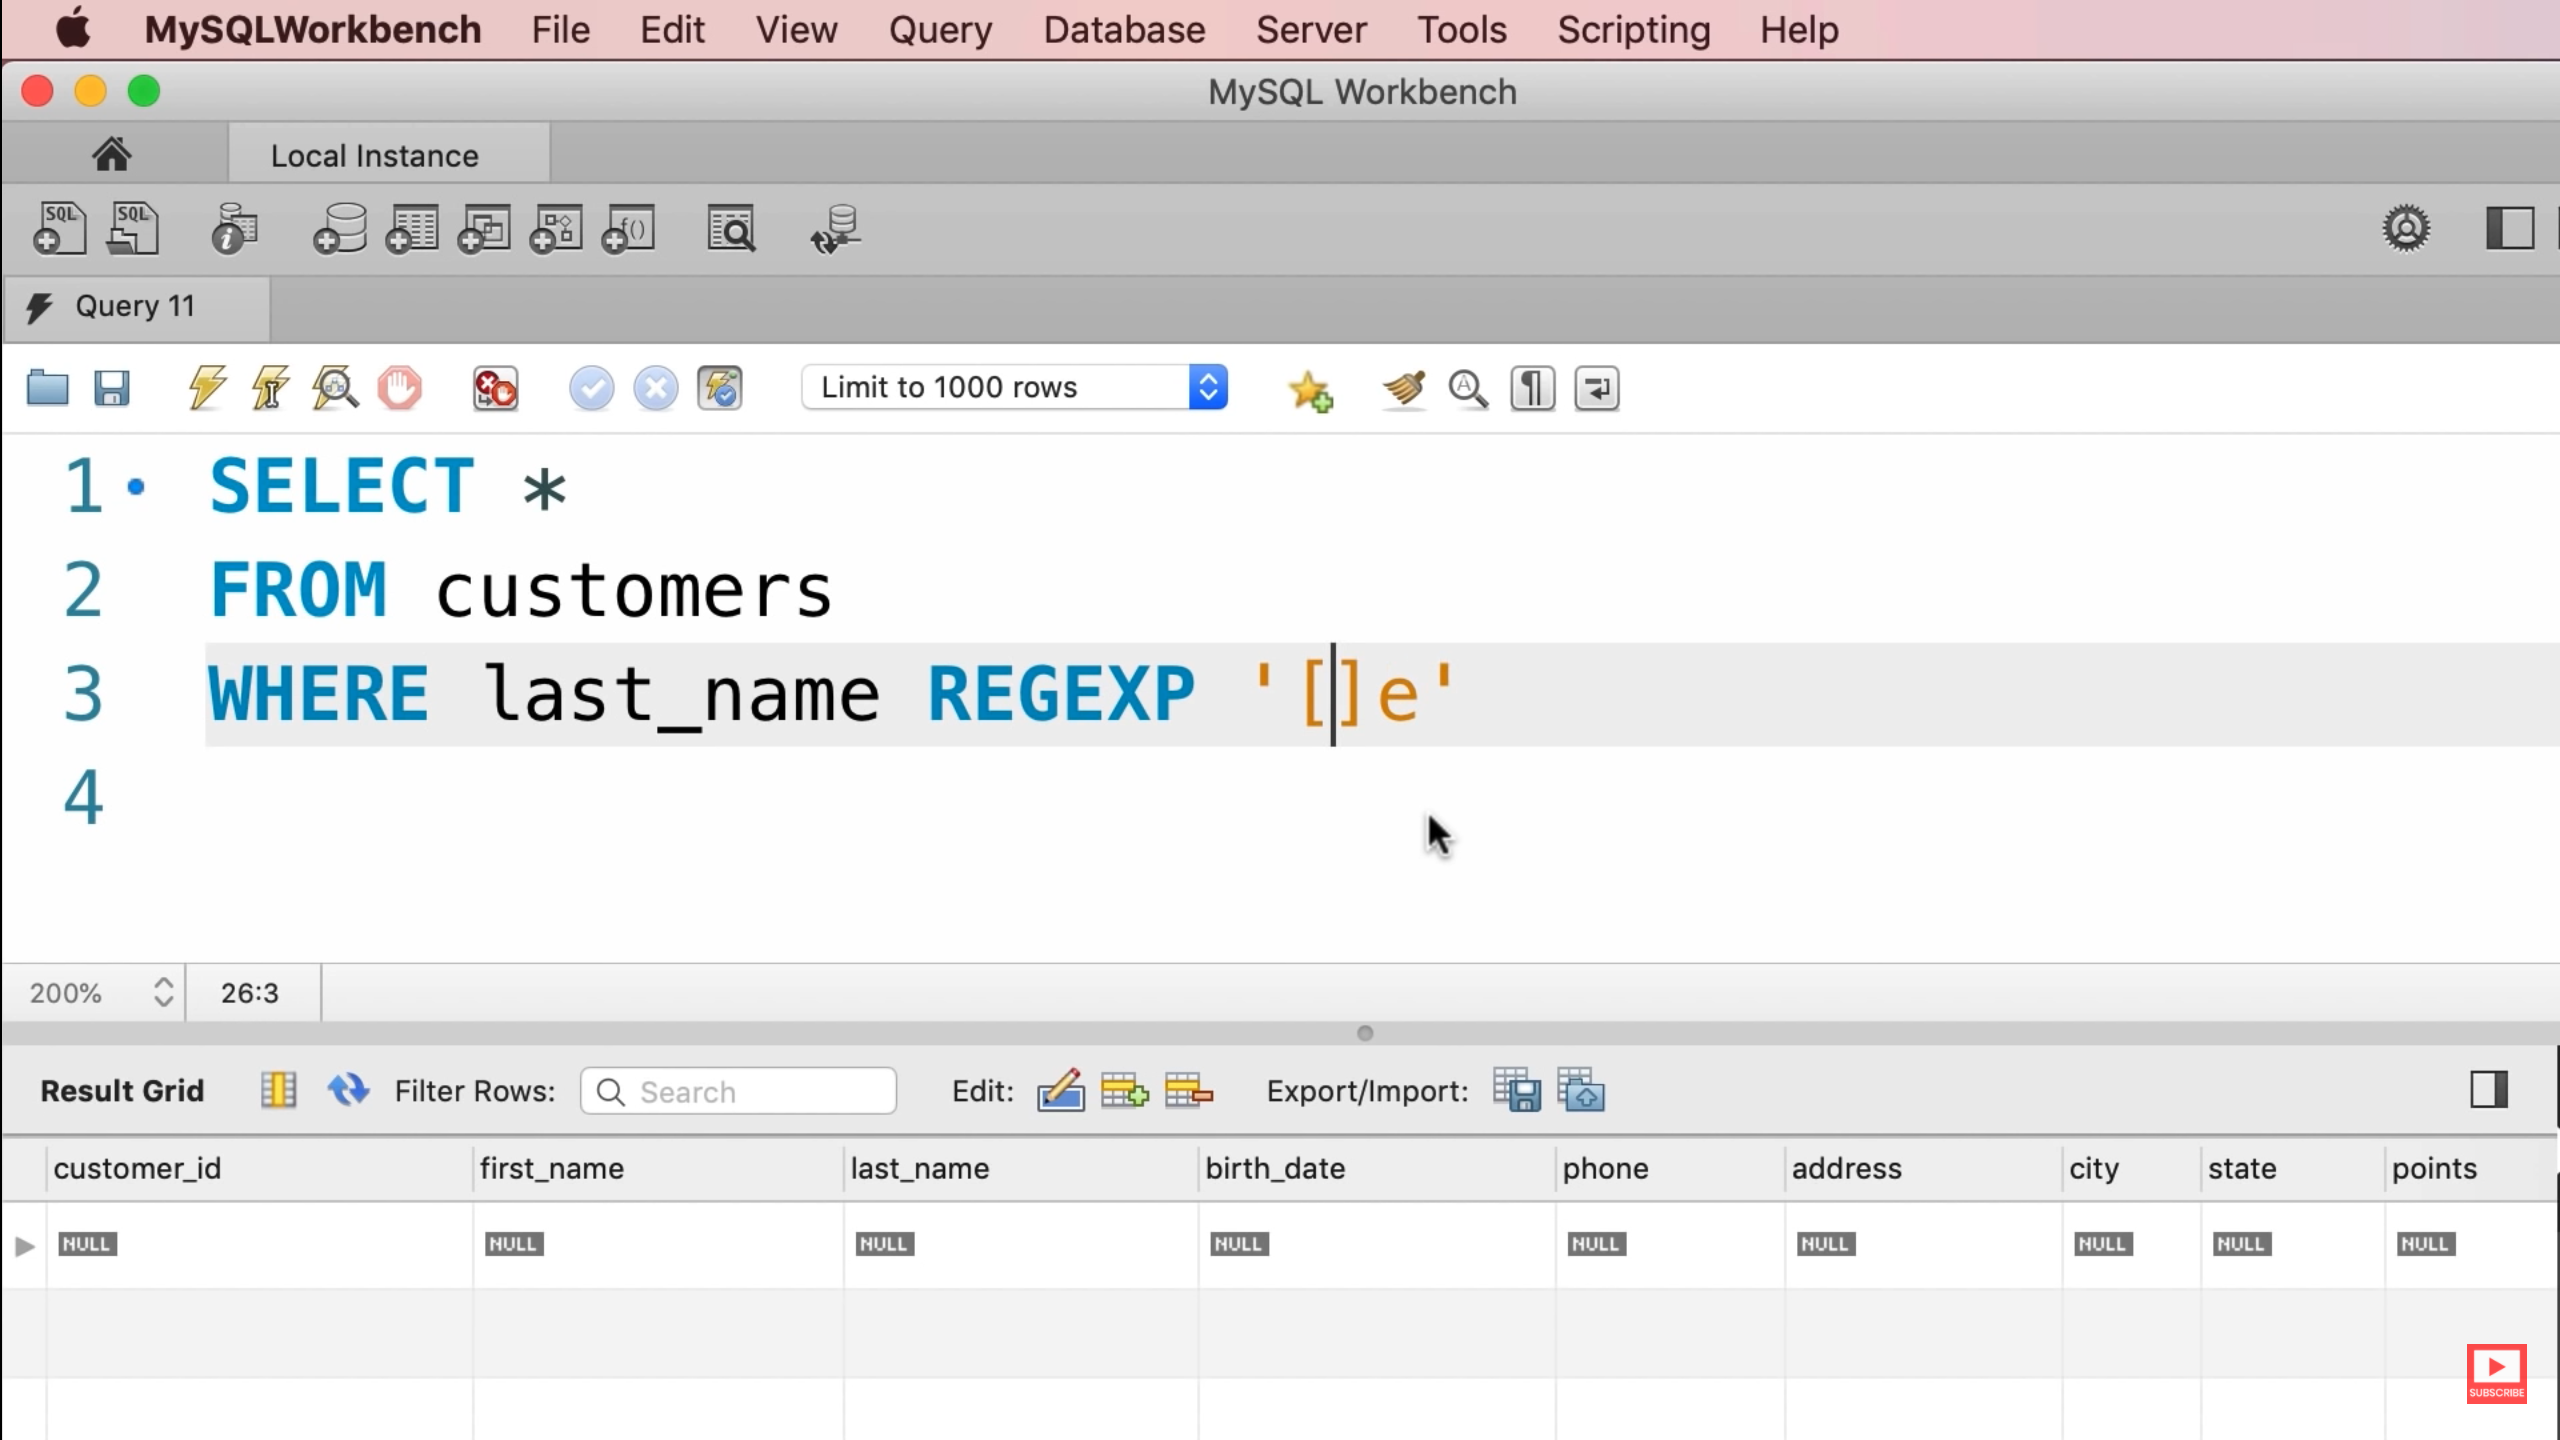 MySQLWorkbench File Edit View Query Database Server Tools Scripting Help
MySQL Workbench
Local Instance
SQL SQL i f()
Query 11
Limit to 1000 rows
1 SELECT *
2 FROM customers
3 WHERE last_name REGEXP '[]e'
4
200% 26:3
Result Grid Filter Rows: Search Edit: Export/Import:
customer_id first_name last_name birth_date phone address city state points
NULL NULL NULL NULL NULL NULL NULL NULL NULL
SUBSCRIBE